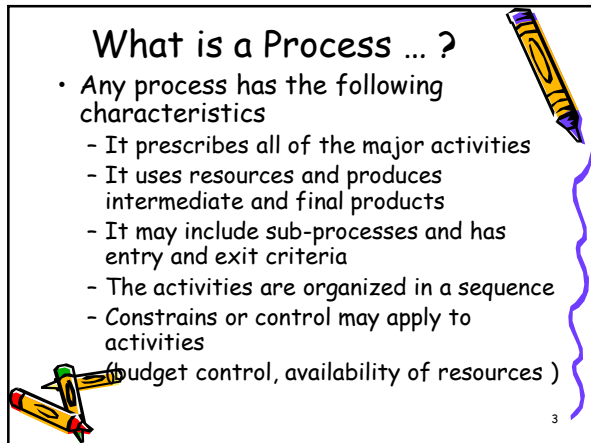 What is a Process … ?
• Any process has the following
characteristics
– It prescribes all of the major activities
– It uses resources and produces
intermediate and final products
– It may include sub-processes and has
entry and exit criteria
– The activities are organized in a sequence
– Constrains or control may apply to
activities
(budget control, availability of resources )
3